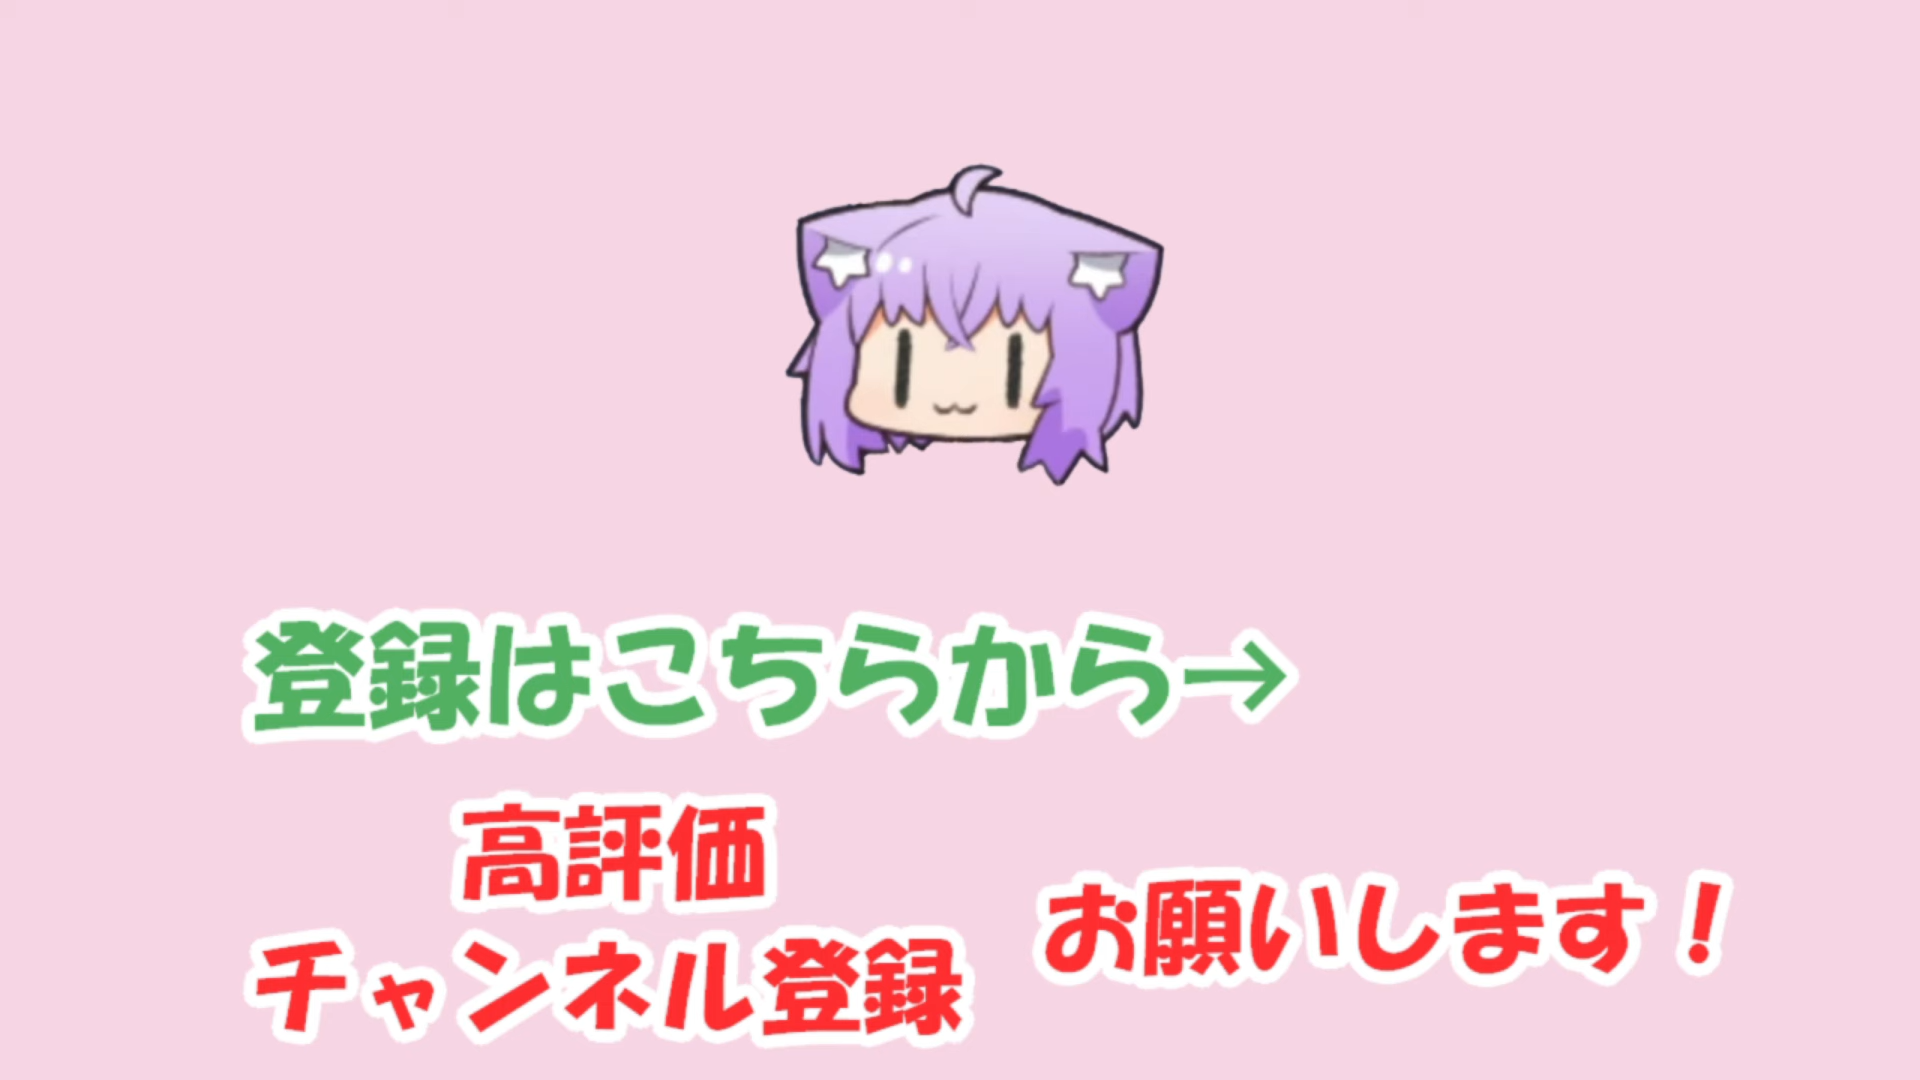 登録はこちらから→
高評価
チャンネル登録
お願いします！